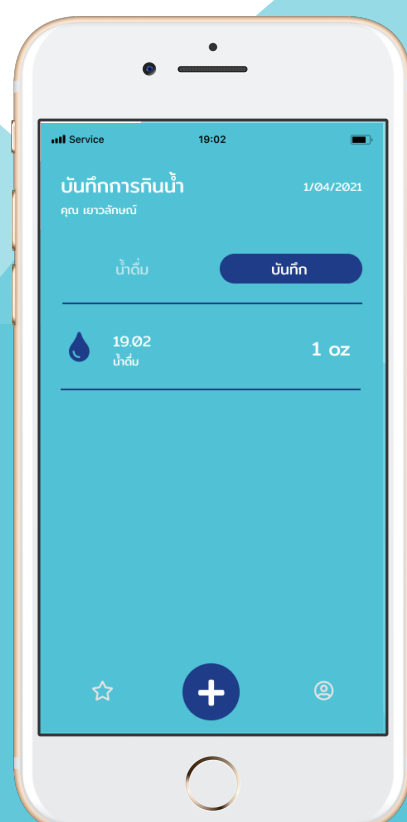 Service 19:02
บันทึกการกินน้ำ 1/04/2021
คุณ เยาวลักษณ์
น้ำดื่ม บันทึก
19.02 1 oz
น้ำดื่ม